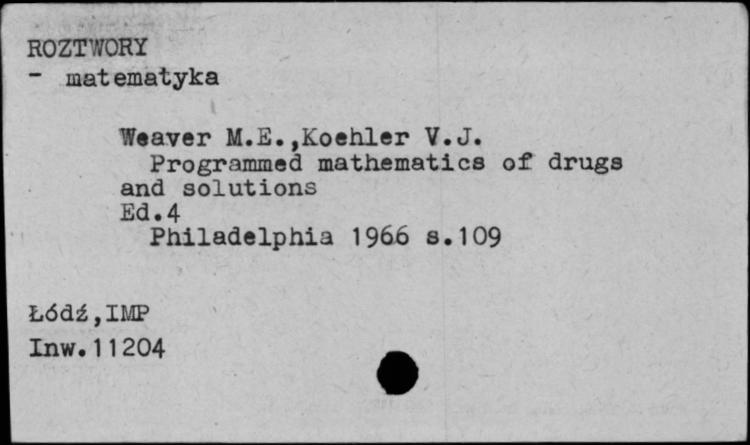 ROZTWORY
- matematyka
Weaver M.E.,Koehler V.J.
Programmed mathematics of drugs
and solutions
Ed.4
Philadelphia 1966 s.109
Łódź,IMP
Inw.11204